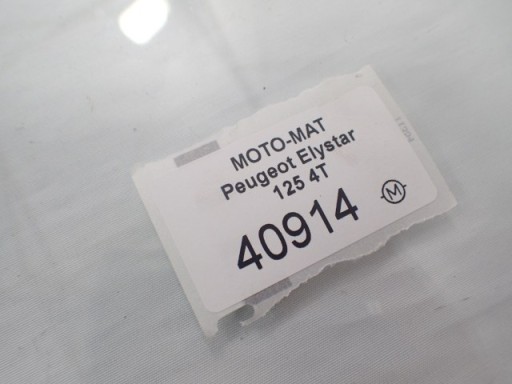 MOTO-MAT
Peugeot Elystar
125 4T
40914
M